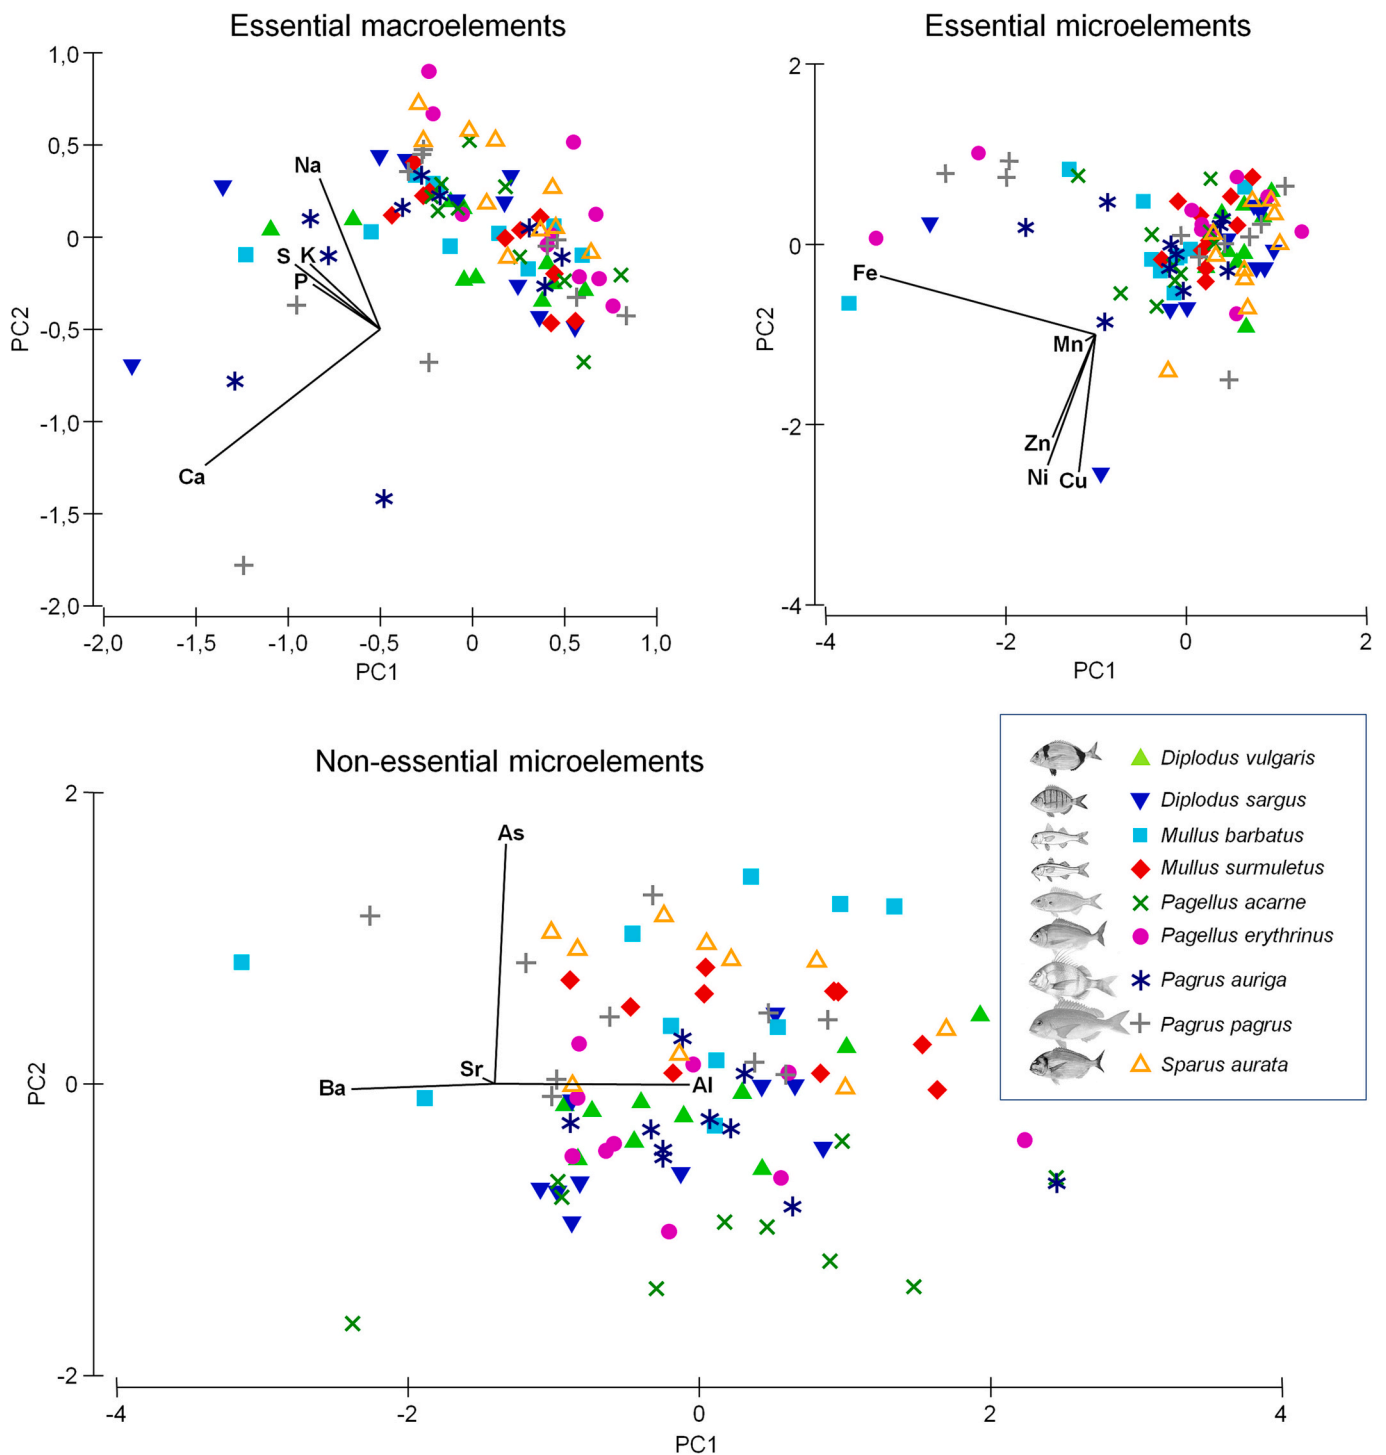 Essential macroelements
1,0
0,5
0
-0,5
-1,0
-1,5
-2,0
PC2
Na
S K
P
Ca
-2,0 -1,5 -1,0 -0,5 0 0,5 1,0
PC1
Essential microelements
2
0
-2
-4
PC2
Fe
Mn
Zn
Ni Cu
-4 -2 0 2
PC1
Non-essential microelements
2
0
-2
PC2
As
Sr
Ba
Al
-4 -2 0 2 4
PC1
Diplodus vulgaris
Diplodus sargus
Mullus barbatus
Mullus surmuletus
Pagellus acarne
Pagellus erythrinus
Pagrus auriga
Pagrus pagrus
Sparus aurata